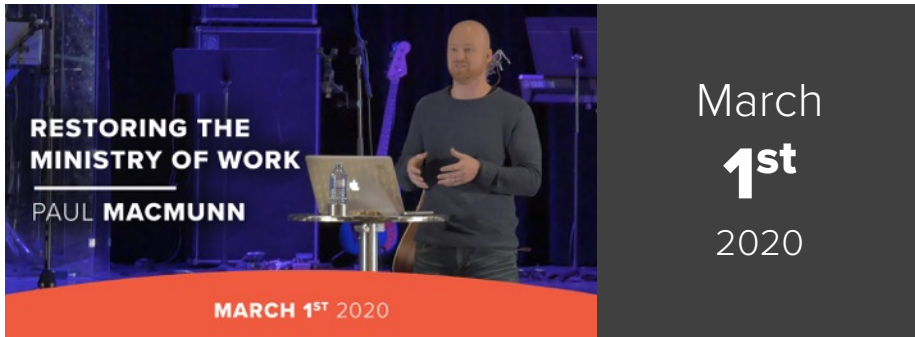 RESTORING THE
MINISTRY OF WORK
PAUL MACMUNN
MARCH 1ST 2020
March
1st
2020